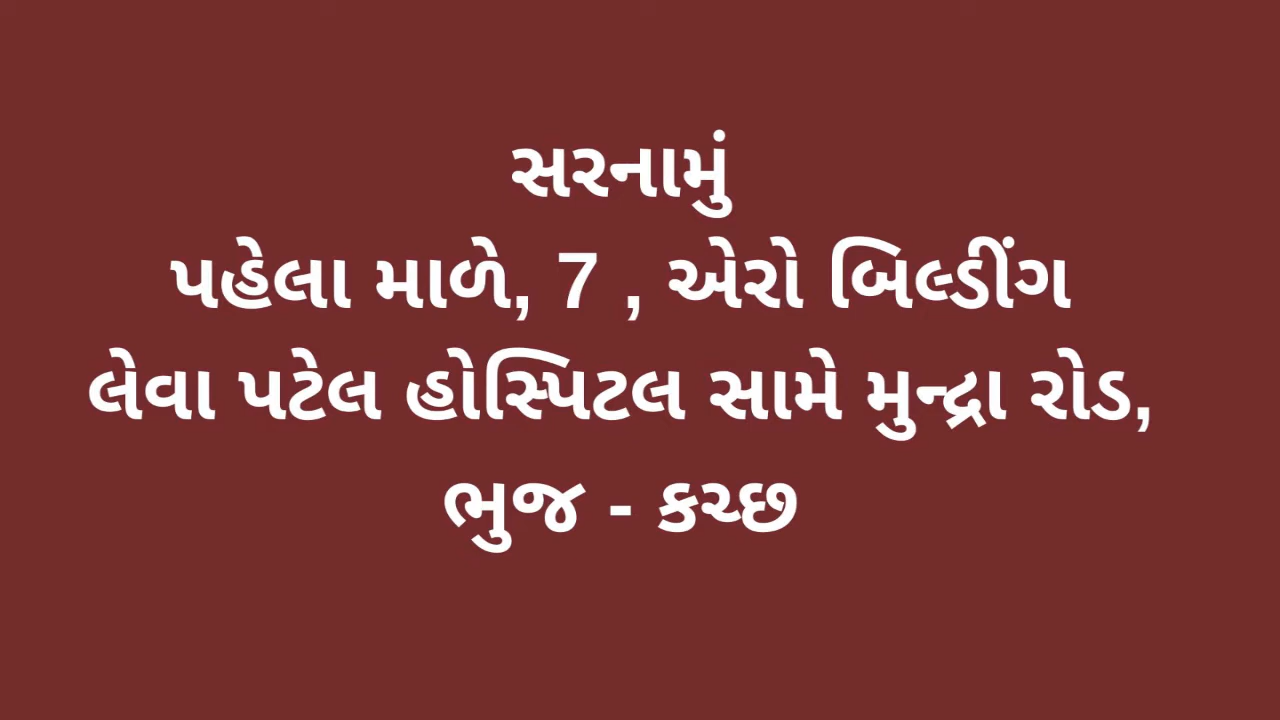 સરનામું
પહેલા માળે, 7 , એરો બિલ્ડીંગ
લેવા પટેલ હોસ્પિટલ સામે મુન્દ્રા રોડ,
ભુજ - કચ્છ